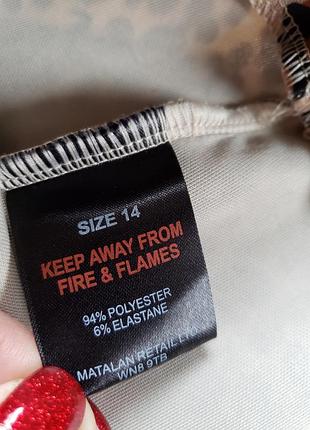 SIZE 14
KEEP AWAY FROM
FIRE & FLAMES
94% POLYESTER
6% ELASTANE
MATALAN RETAIL LTD
WN8 9TB